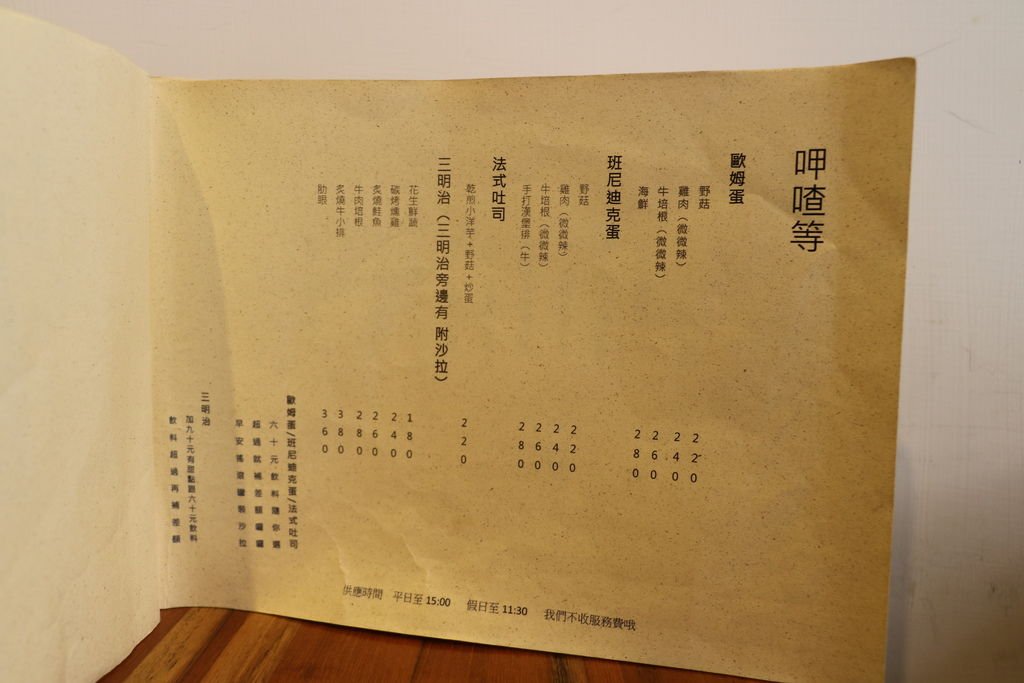 呷喳等
歐姆蛋
野菇 220
雞肉（微微辣） 240
牛培根（微微辣） 260
海鮮 280
班尼迪克蛋
野菇 220
雞肉（微微辣） 240
牛培根（微微辣） 260
手打漢堡排（牛） 280
法式吐司
乾煎小洋芋+野菇+炒蛋 220
三明治（三明治旁邊有 附沙拉）
花生鮮蔬 180
碳烤燻雞 240
炙燒鮭魚 260
牛肉培根 280
炙燒牛小排 380
肋眼 360
歐姆蛋/班尼迪克蛋/法式吐司
六十元飲料隨你選
超過就補差額囉囉
早安搖滾罐裝沙拉
三明治
加九十元有甜點跟六十元飲料
飲料超過再補差額
供應時間 平日至 15:00 假日至 11:30 我們不收服務費哦